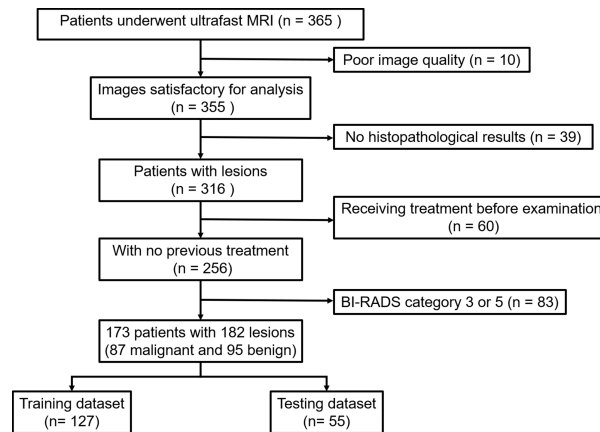 Patients underwent ultrafast MRI (n = 365 )
Poor image quality (n = 10)
Images satisfactory for analysis
(n = 355 )
No histopathological results (n = 39)
Patients with lesions
(n = 316 )
Receiving treatment before examination
(n = 60)
With no previous treatment
(n = 256)
BI-RADS category 3 or 5 (n = 83)
173 patients with 182 lesions
(87 malignant and 95 benign)
Training dataset
(n= 127)
Testing dataset
(n= 55)